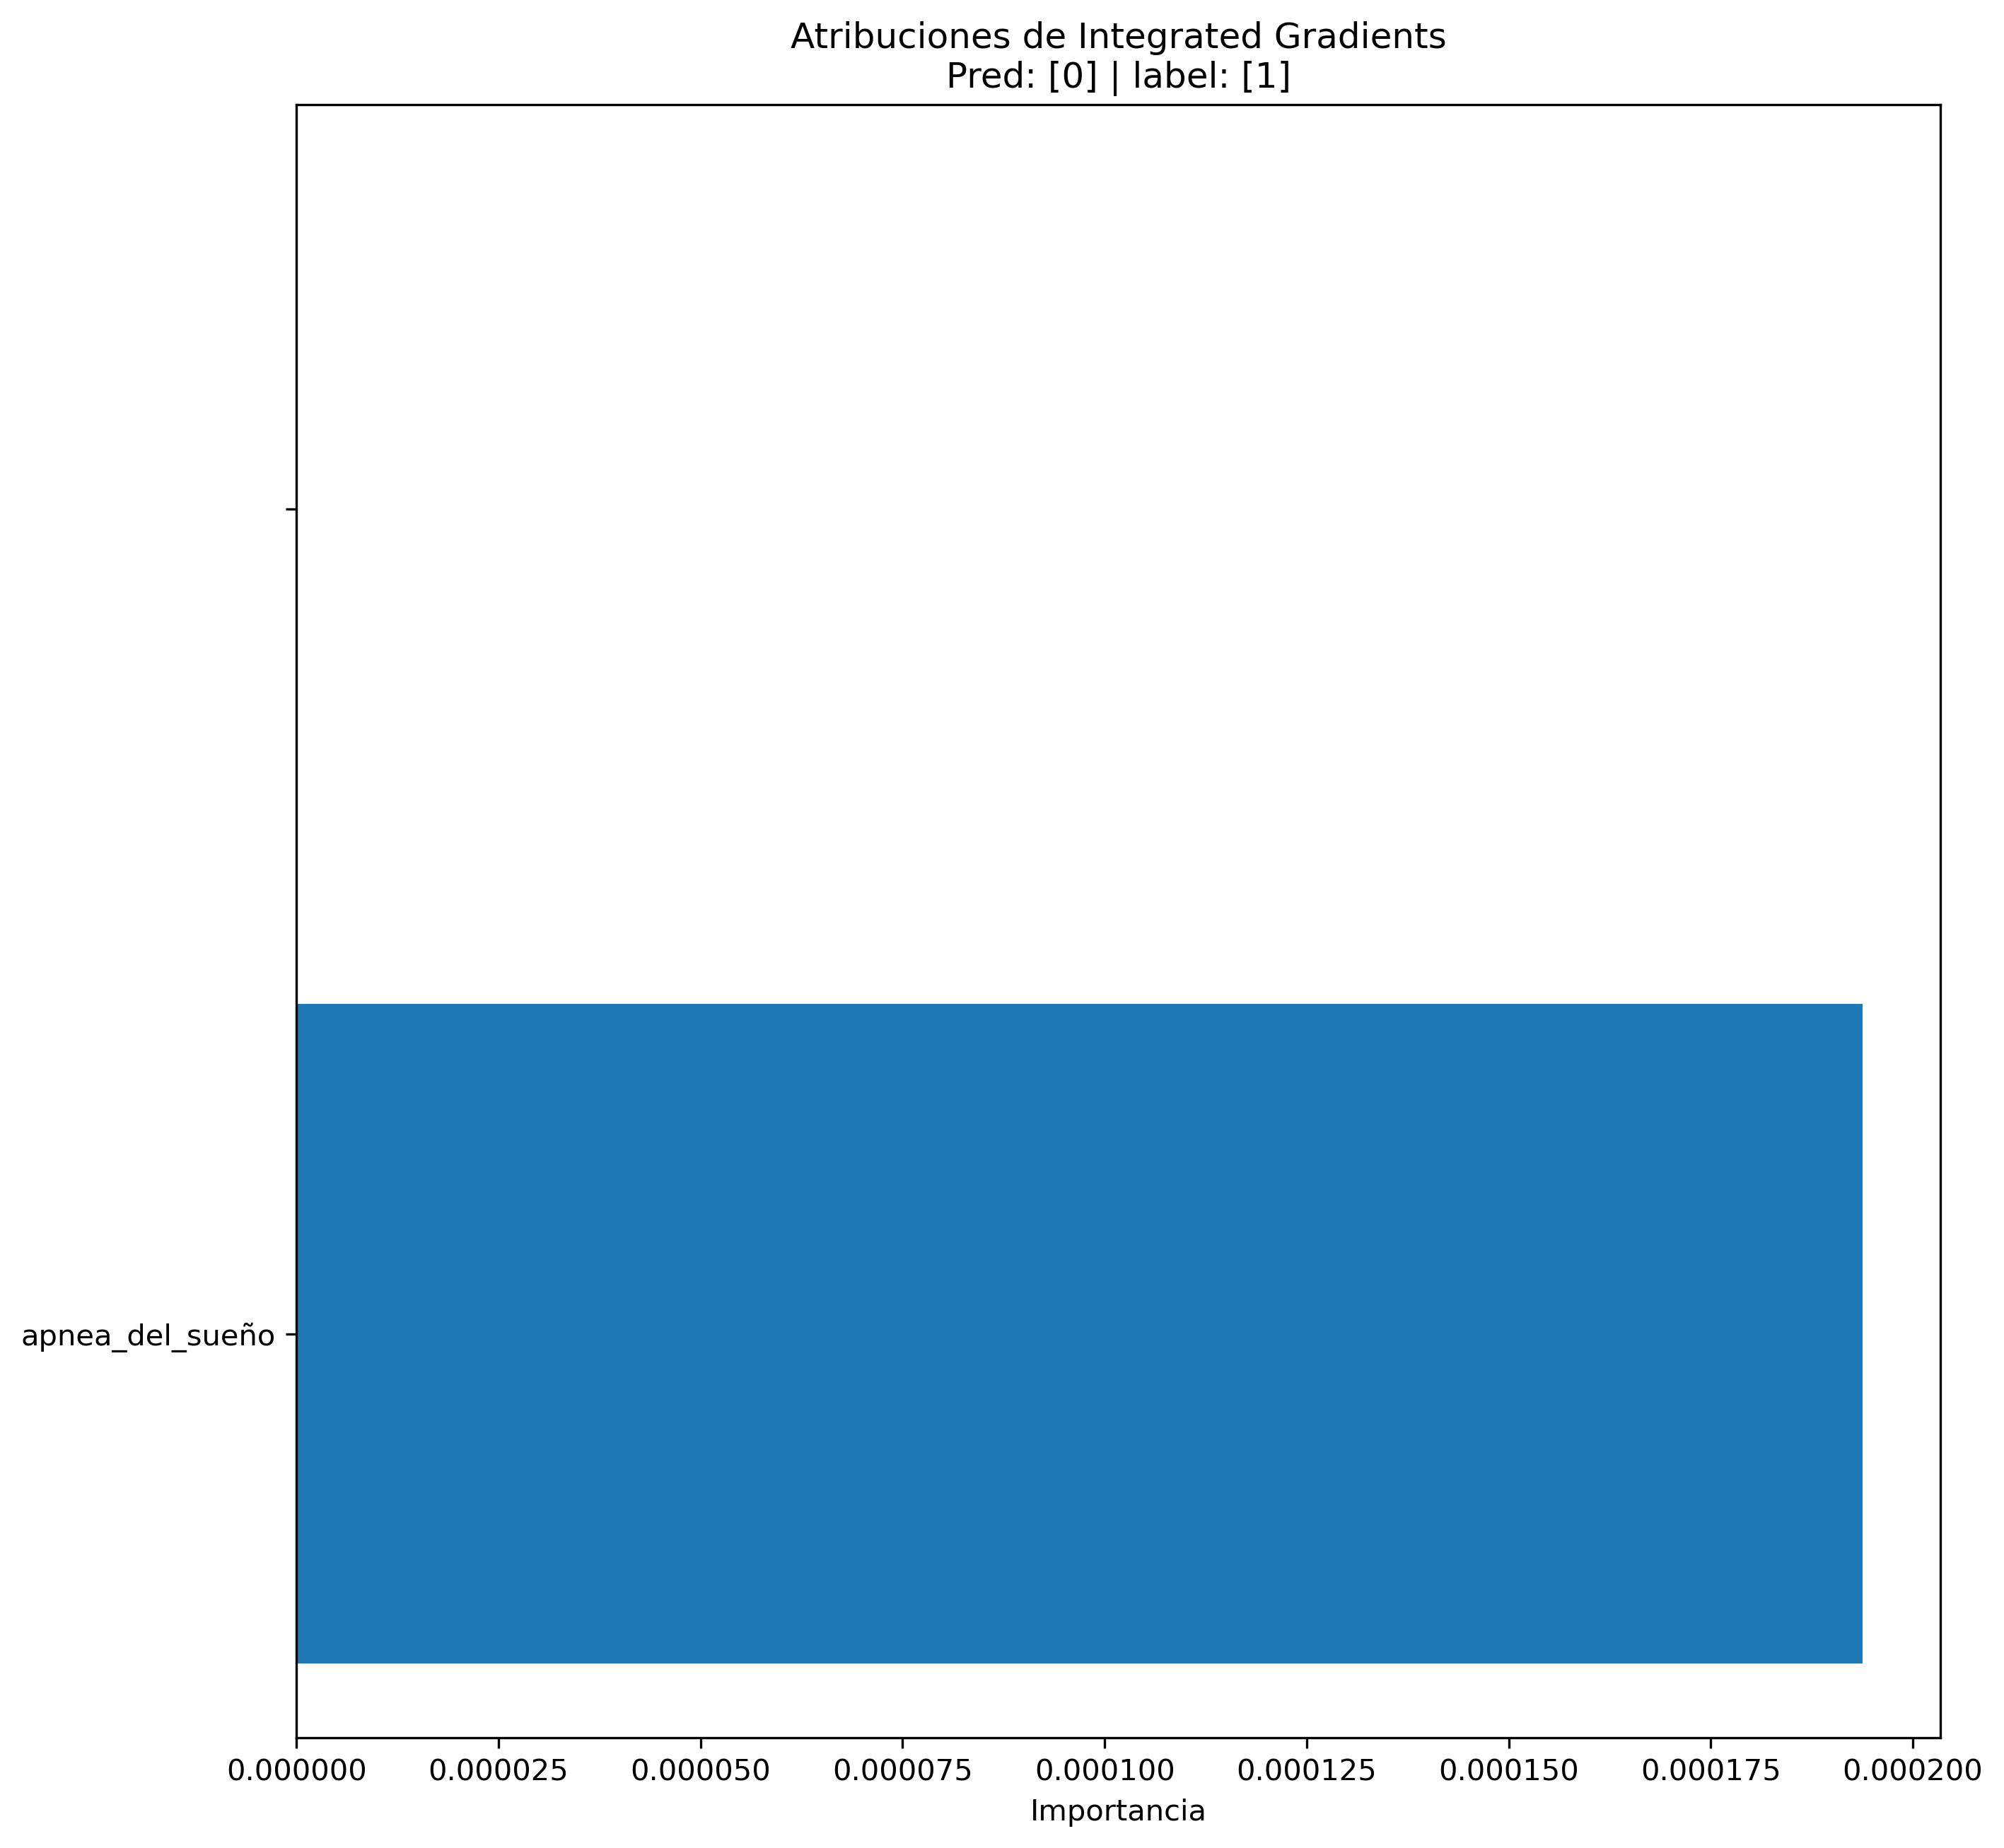 Atribuciones de Integrated Gradients
Pred: [0] | label: [1]
apnea_del_sueño
0.000000 0.000025 0.000050 0.000075 0.000100 0.000125 0.000150 0.000175 0.000200
Importancia